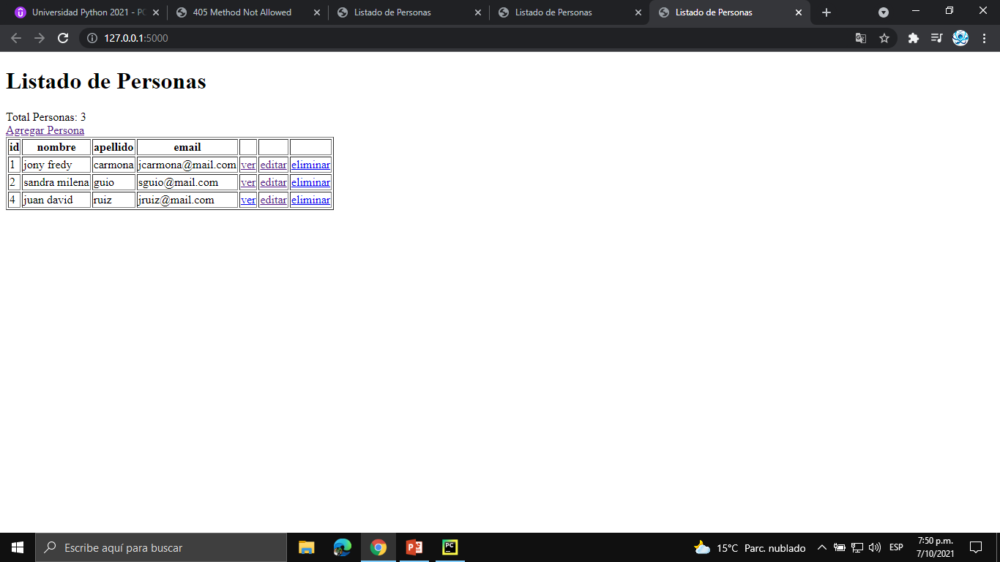 Universidad Python 2021 - PC
405 Method Not Allowed
Listado de Personas
Listado de Personas
Listado de Personas
127.0.0.1:5000
Listado de Personas
Total Personas: 3
Agregar Persona
id nombre apellido email
1 jony fredy carmona jcarmona@mail.com ver editar eliminar
2 sandra milena guio sguio@mail.com ver editar eliminar
4 juan david ruiz jruiz@mail.com ver editar eliminar
Escribe aquí para buscar
15°C Parc. nublado
ESP
7:50 p.m.
7/10/2021